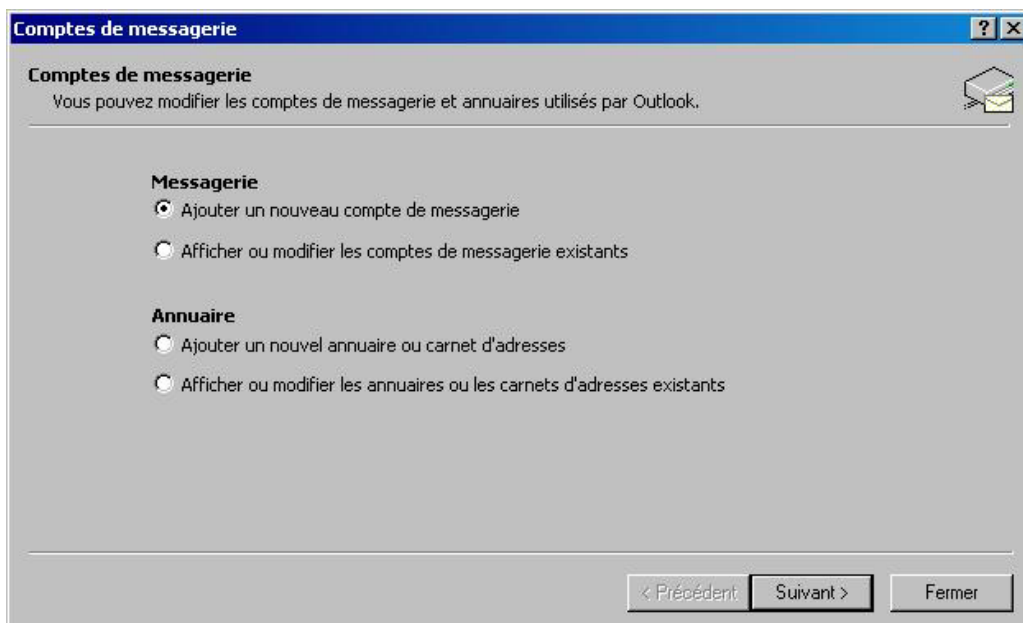 Comptes de messagerie
Comptes de messagerie
Vous pouvez modifier les comptes de messagerie et annuaires utilisés par Outlook.
Messagerie
Ajouter un nouveau compte de messagerie
Afficher ou modifier les comptes de messagerie existants
Annuaire
Ajouter un nouvel annuaire ou carnet d'adresses
Afficher ou modifier les annuaires ou les carnets d'adresses existants
< Précédent Suivant > Fermer